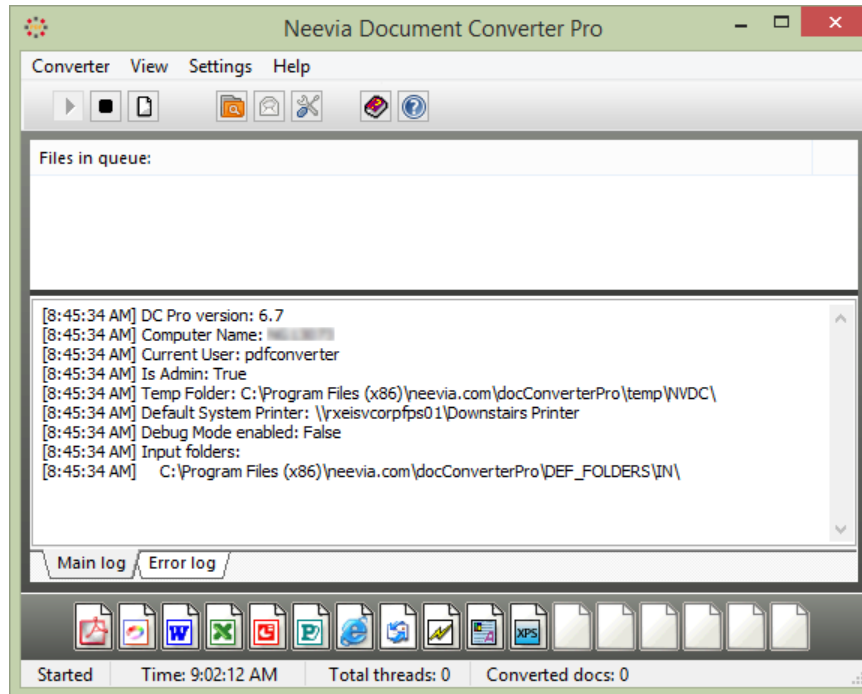 Neevia Document Converter Pro
Converter View Settings Help
Files in queue:
[8:45:34 AM] DC Pro version: 6.7
[8:45:34 AM] Computer Name:
[8:45:34 AM] Current User: pdfconverter
[8:45:34 AM] Is Admin: True
[8:45:34 AM] Temp Folder: C:\Program Files (x86)\neevia.com\docConverterPro\temp\NVDC\
[8:45:34 AM] Default System Printer: \\rxeisvcorpfps01\Downstairs Printer
[8:45:34 AM] Debug Mode enabled: False
[8:45:34 AM] Input folders:
[8:45:34 AM] C:\Program Files (x86)\neevia.com\docConverterPro\DEF_FOLDERS\IN\
Main log Error log
XPS
Started Time: 9:02:12 AM Total threads: 0 Converted docs: 0